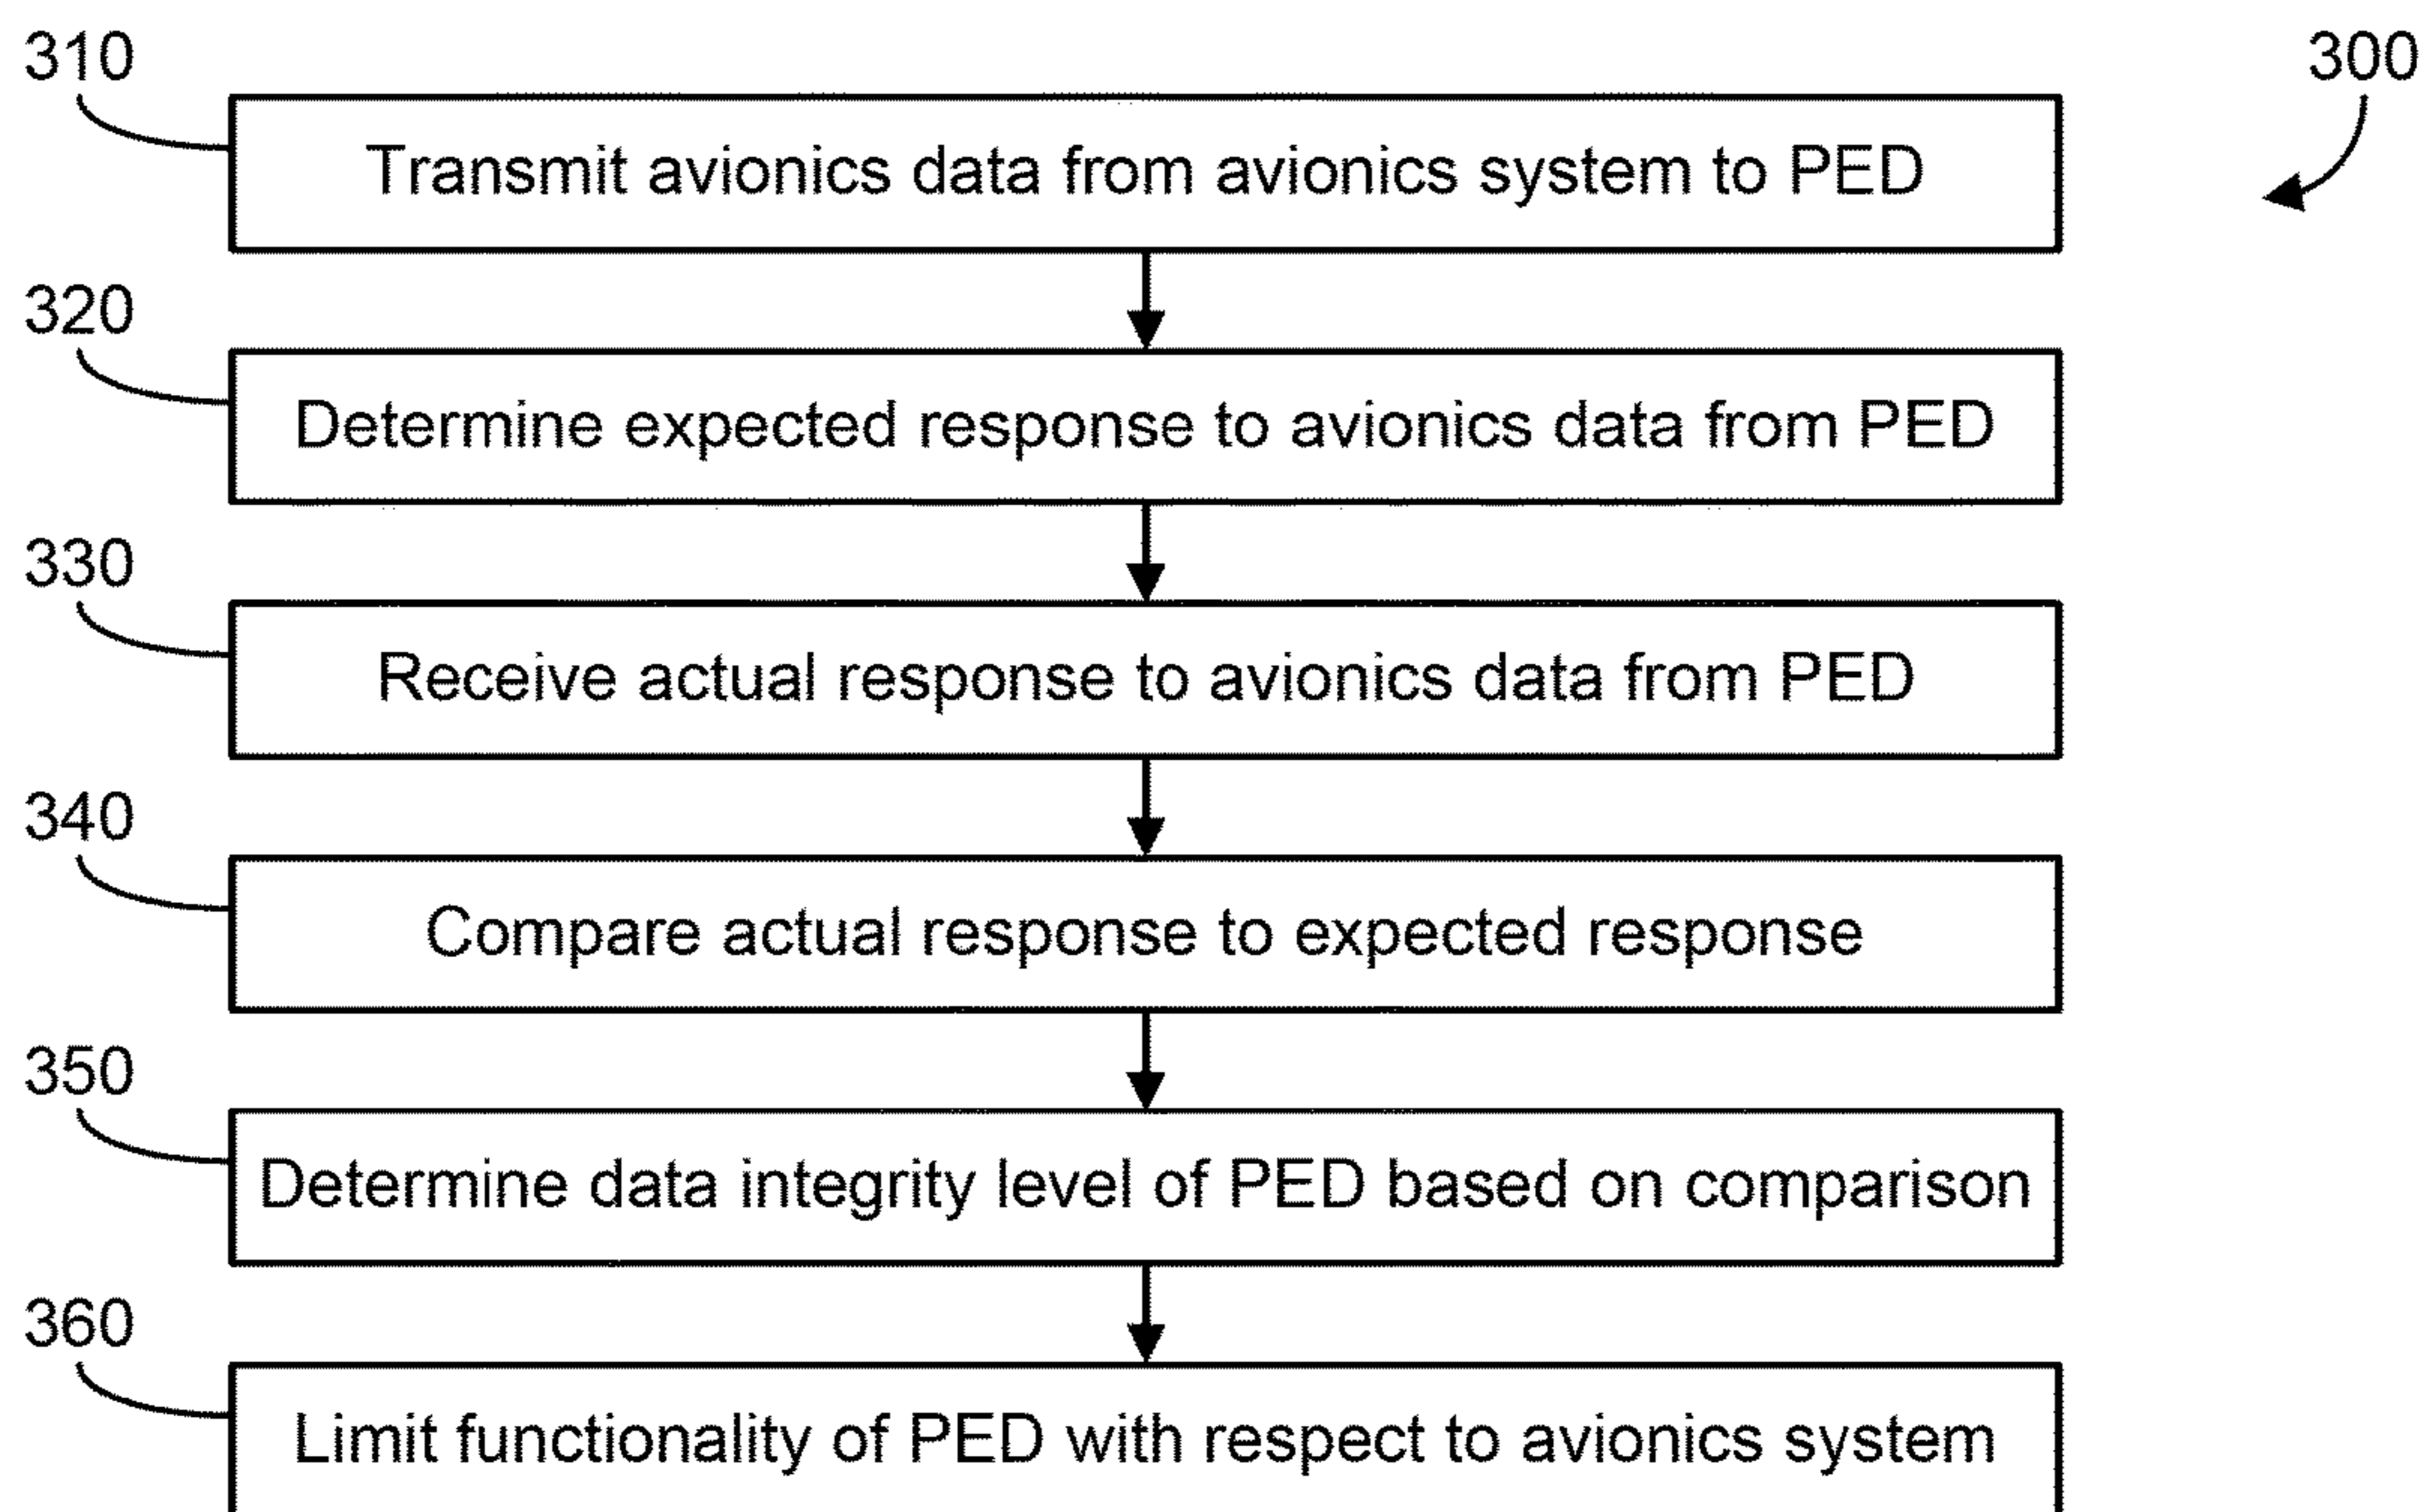 310
300
Transmit avionics data from avionics system to PED
320
Determine expected response to avionics data from PED
330
Receive actual response to avionics data from PED
340
Compare actual response to expected response
350
Determine data integrity level of PED based on comparison
360
Limit functionality of PED with respect to avionics system